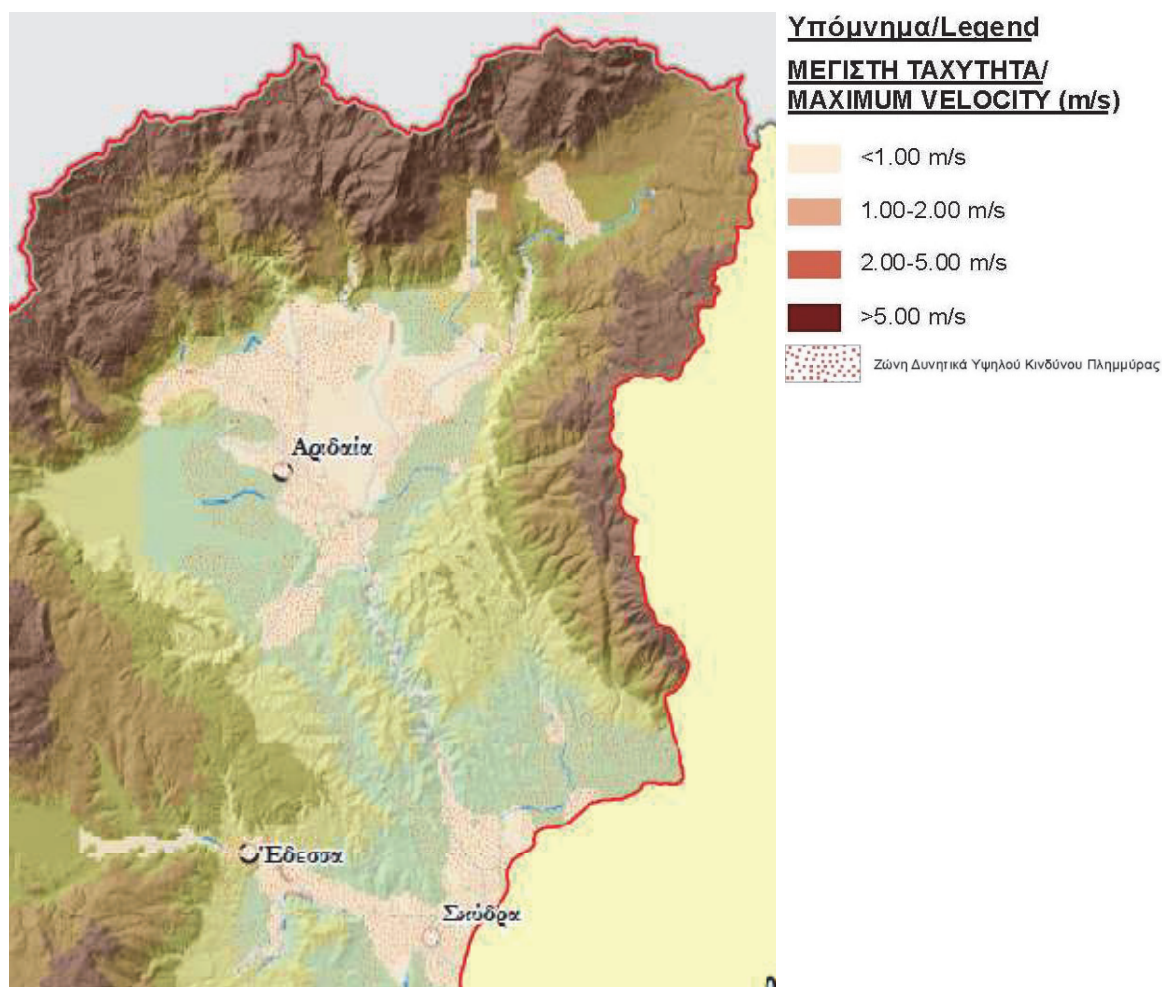 Υπόμνημα/Legend
ΜΕΓΙΣΤΗ ΤΑΧΥΤΗΤΑ/
MAXIMUM VELOCITY (m/s)
<1.00 m/s
1.00-2.00 m/s
2.00-5.00 m/s
>5.00 m/s
Ζώνη Δυνητικά Υψηλού Κινδύνου Πλημμύρας
Αριδαία
Έδεσσα
Σκύδρα